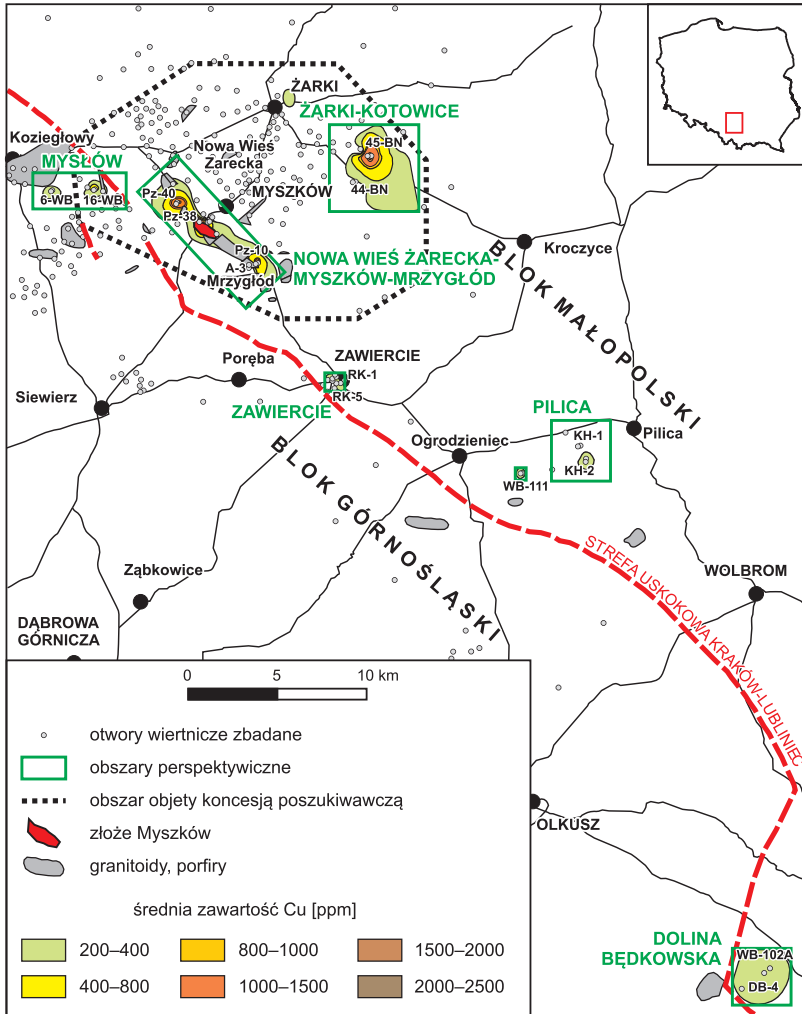 ŻARKI
ŻARKI-KOTOWICE
Koziegłowy
MYSŁÓW
Nowa Wieś
Żarecka
45-BN
44-BN
6-WB
16-WB
Pz-40
MYSZKÓW
Pz-38
Pz-10
A-3
Mrzygłód
NOWA WIEŚ ŻARECKA-
MYSZKÓW-MRZYGŁÓD
Kroczyce
BLOK MAŁOPOLSKI
Poręba
ZAWIERCIE
RK-1
RK-5
Siewierz
ZAWIERCIE
PILICA
KH-1
Pilica
Ogrodzieniec
KH-2
WB-111
BLOK GÓRNOŚLĄSKI
STREFA USKOKOWA KRAKÓW-LUBLINIEC
Ząbkowice
WOLBROM
DĄBROWA
GÓRNICZA
0 5 10 km
otwory wiertnicze zbadane
obszary perspektywiczne
obszar objety koncesją poszukiwawczą
złoże Myszków
granitoidy, porfiry
OLKUSZ
średnia zawartość Cu [ppm]
200–400 800–1000 1500–2000
400–800 1000–1500 2000–2500
DOLINA
BĘDKOWSKA
WB-102A
DB-4